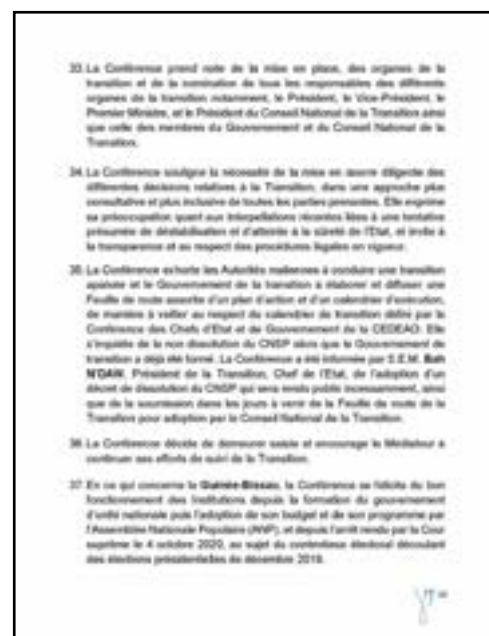 33. La Conférence prend note de la mise en place, des organes de la
transition et de la nomination de tous les responsables des différents
organes de la transition notamment, le Président, le Vice-Président, le
Premier Ministre, et le Président du Conseil National de la Transition ainsi
que celle des membres du Gouvernement et du Conseil National de la
Transition.
34. La Conférence souligne la nécessité de la mise en œuvre diligente des
différentes décisions relatives à la Transition, dans une approche plus
consultative et plus inclusive de toutes les parties prenantes. Elle exprime
sa préoccupation quant aux interpellations récentes liées à une tentative
présumée de déstabilisation et d'atteinte à la sûreté de l'Etat, et invite à
la transparence et au respect des procédures légales en vigueur.
35. La Conférence exhorte les Autorités maliennes à conduire une transition
apaisée et le Gouvernement de la transition à élaborer et diffuser une
Feuille de route assortie d'un plan d'action et d'un calendrier d'exécution,
de manière à veiller au respect du calendrier de transition défini par la
Conférence des Chefs d'Etat et de Gouvernement de la CEDEAO. Elle
s'inquiète de la non dissolution du CNSP alors que le Gouvernement de
transition a déjà été formé. La Conférence a été informée par S.E.M. Bah
N'DAW, Président de la Transition, Chef de l'Etat, de l'adoption d'un
décret de dissolution du CNSP qui sera rendu public incessamment, ainsi
que de la soumission dans les jours à venir de la Feuille de route de la
Transition pour adoption par le Conseil National de la Transition.
36. La Conférence décide de demeurer saisie et encourage le Médiateur à
continuer ses efforts de suivi de la Transition.
37. En ce qui concerne la Guinée-Bissau, la Conférence se félicite du bon
fonctionnement des Institutions depuis la formation du gouvernement
d'unité nationale puis l'adoption de son budget et de son programme par
l'Assemblée Nationale Populaire (ANP), et depuis l'arrêt rendu par la Cour
suprême le 4 octobre 2020, au sujet du contentieux électoral découlant
des élections présidentielles de décembre 2019.